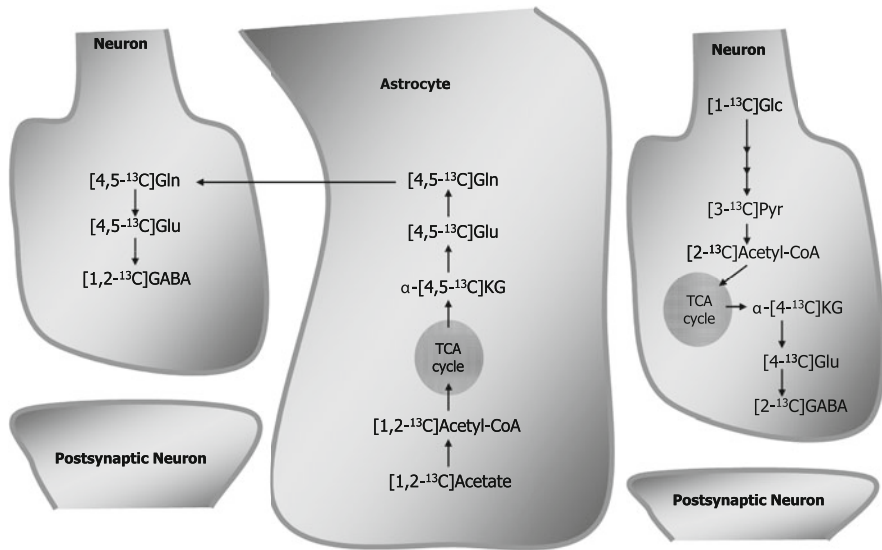 Neuron
[4,5-¹³C]Gln
[4,5-¹³C]Glu
[1,2-¹³C]GABA
Postsynaptic Neuron
Astrocyte
[4,5-¹³C]Gln
[4,5-¹³C]Glu
α-[4,5-¹³C]KG
TCA
cycle
[1,2-¹³C]Acetyl-CoA
[1,2-¹³C]Acetate
Neuron
[1-¹³C]Glc
[3-¹³C]Pyr
[2-¹³C]Acetyl-CoA
TCA
cycle
α-[4-¹³C]KG
[4-¹³C]Glu
[2-¹³C]GABA
Postsynaptic Neuron